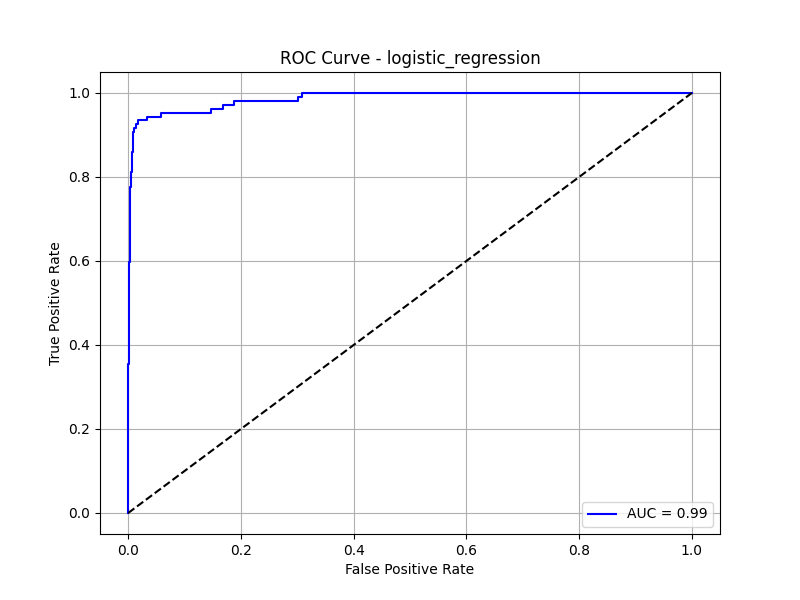 ROC Curve - logistic_regression
1.0
0.8
0.6
0.4
0.2
0.0
True Positive Rate
AUC = 0.99
0.0 0.2 0.4 0.6 0.8 1.0
False Positive Rate